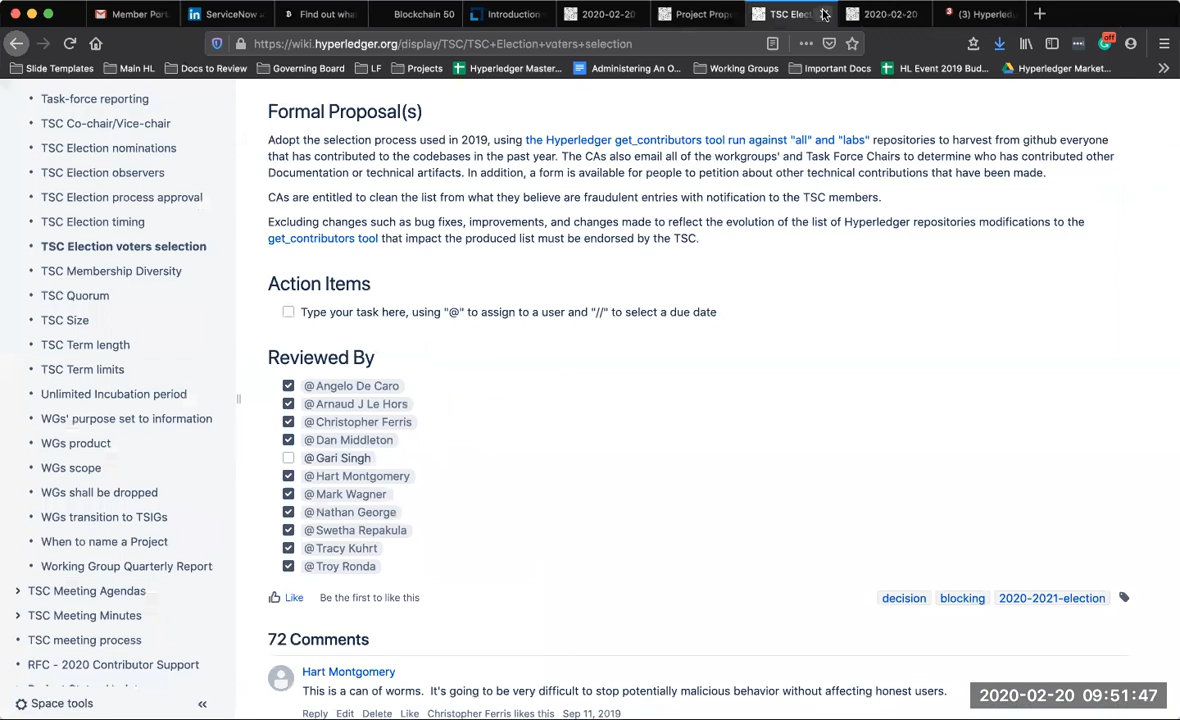 Member Port
ServiceNow
Find out wha
Blockchain 50
Introduction
2020-02-20
Project Prop
TSC Elect
2020-02-20
(3) Hyperled
https://wiki.hyperledger.org/display/TSC/TSC+Election+voters+selection
off
Slide Templates
Main HL
Docs to Review
Governing Board
LF
Projects
Hyperledger Master...
Administering An O...
Working Groups
Important Docs
HL Event 2019 Bud...
Hyperledger Market...
Task-force reporting
TSC Co-chair/Vice-chair
TSC Election nominations
TSC Election observers
TSC Election process approval
TSC Election timing
TSC Election voters selection
TSC Membership Diversity
TSC Quorum
TSC Size
TSC Term length
TSC Term limits
Unlimited Incubation period
WGs' purpose set to information
WGs product
WGs scope
WGs shall be dropped
WGs transition to TSIGs
When to name a Project
Working Group Quarterly Report
TSC Meeting Agendas
TSC Meeting Minutes
TSC meeting process
RFC - 2020 Contributor Support
Space tools
Formal Proposal(s)
Adopt the selection process used in 2019, using the Hyperledger get_contributors tool run against "all" and "labs" repositories to harvest from github everyone
that has contributed to the codebases in the past year. The CAs also email all of the workgroups' and Task Force Chairs to determine who has contributed other
Documentation or technical artifacts. In addition, a form is available for people to petition about other technical contributions that have been made.
CAs are entitled to clean the list from what they believe are fraudulent entries with notification to the TSC members.
Excluding changes such as bug fixes, improvements, and changes made to reflect the evolution of the list of Hyperledger repositories modifications to the
get_contributors tool that impact the produced list must be endorsed by the TSC.
Action Items
Type your task here, using "@" to assign to a user and "//" to select a due date
Reviewed By
@Angelo De Caro
@Arnaud J Le Hors
@Christopher Ferris
@Dan Middleton
@Gari Singh
@Hart Montgomery
@Mark Wagner
@Nathan George
@Swetha Repakula
@Tracy Kuhrt
@Troy Ronda
Like Be the first to like this
decision blocking 2020-2021-election
72 Comments
Hart Montgomery
This is a can of worms. It's going to be very difficult to stop potentially malicious behavior without affecting honest users.
Reply Edit Delete Like Christopher Ferris likes this Sep 11, 2019
2020-02-20 09:51:47